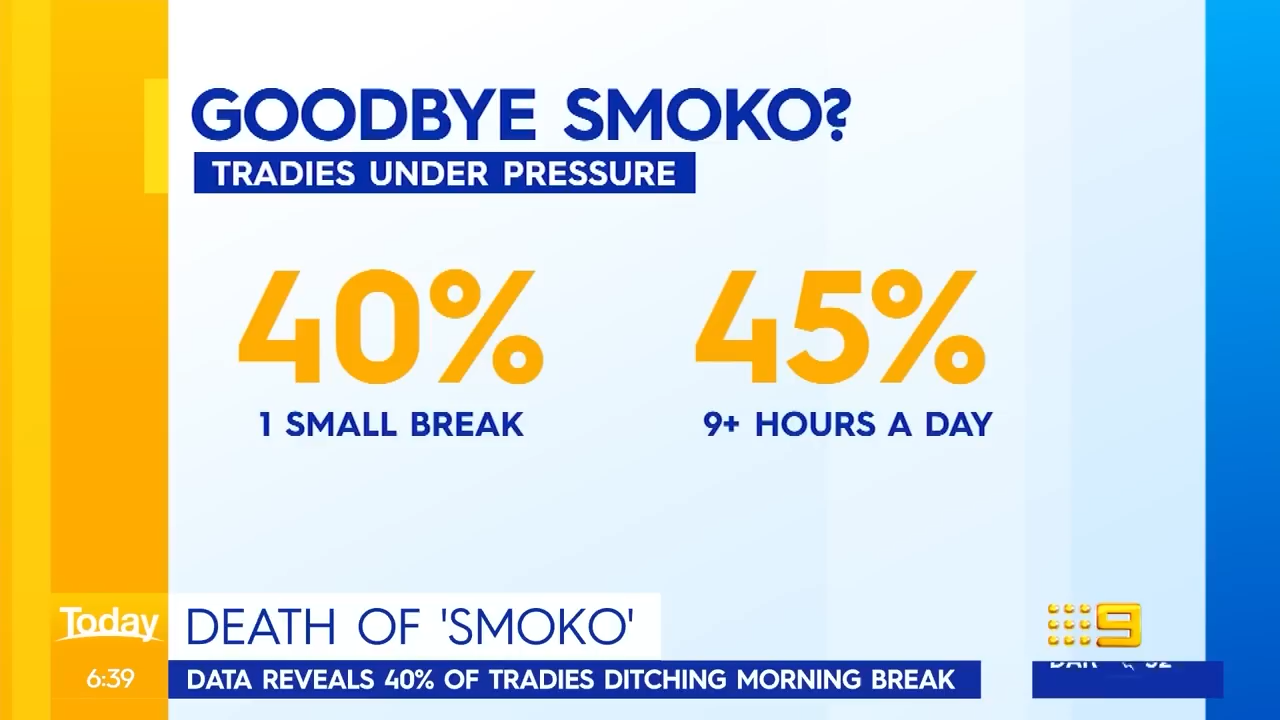 GOODBYE SMOKO?
TRADIES UNDER PRESSURE
40%
45%
1 SMALL BREAK
9+ HOURS A DAY
Today
DEATH OF 'SMOKO'
9
6:39
DATA REVEALS 40% OF TRADIES DITCHING MORNING BREAK